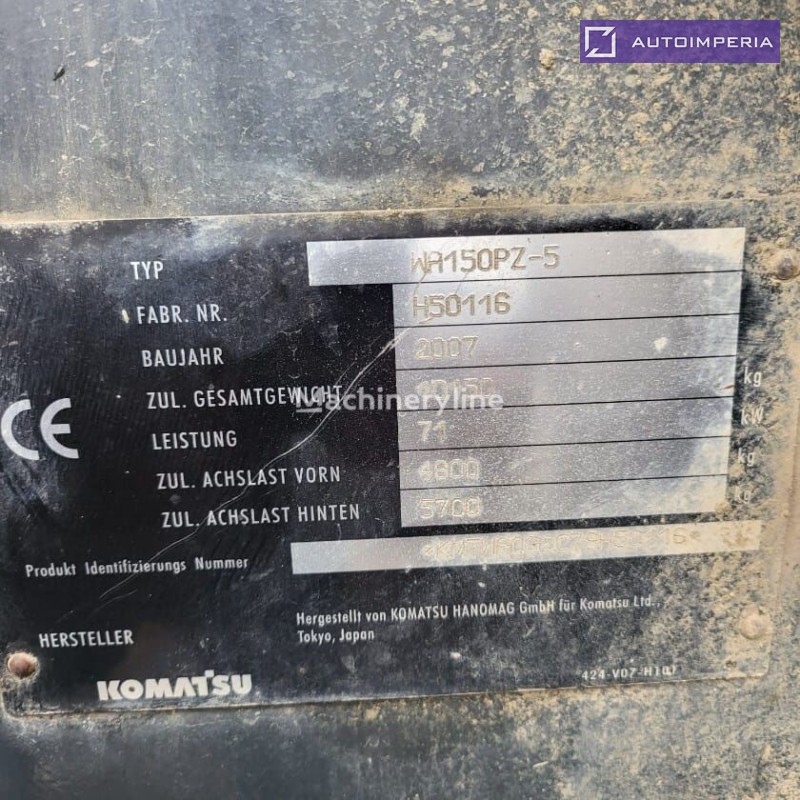 AUTOIMPERIA
TYP WA150PZ-5
FABR. NR. H50116
BAUJAHR 2007
ZUL. GESAMTGEWICHT kg
Machineryline
LEISTUNG 71 kW
ZUL. ACHSLAST VORN 4800 kg
ZUL. ACHSLAST HINTEN 5700 kg
CE
Produkt Identifizierungs Nummer
HERSTELLER
Hergestellt von KOMATSU HANOMAG GmbH für Komatsu Ltd.,
Tokyo, Japan
KOMATSU